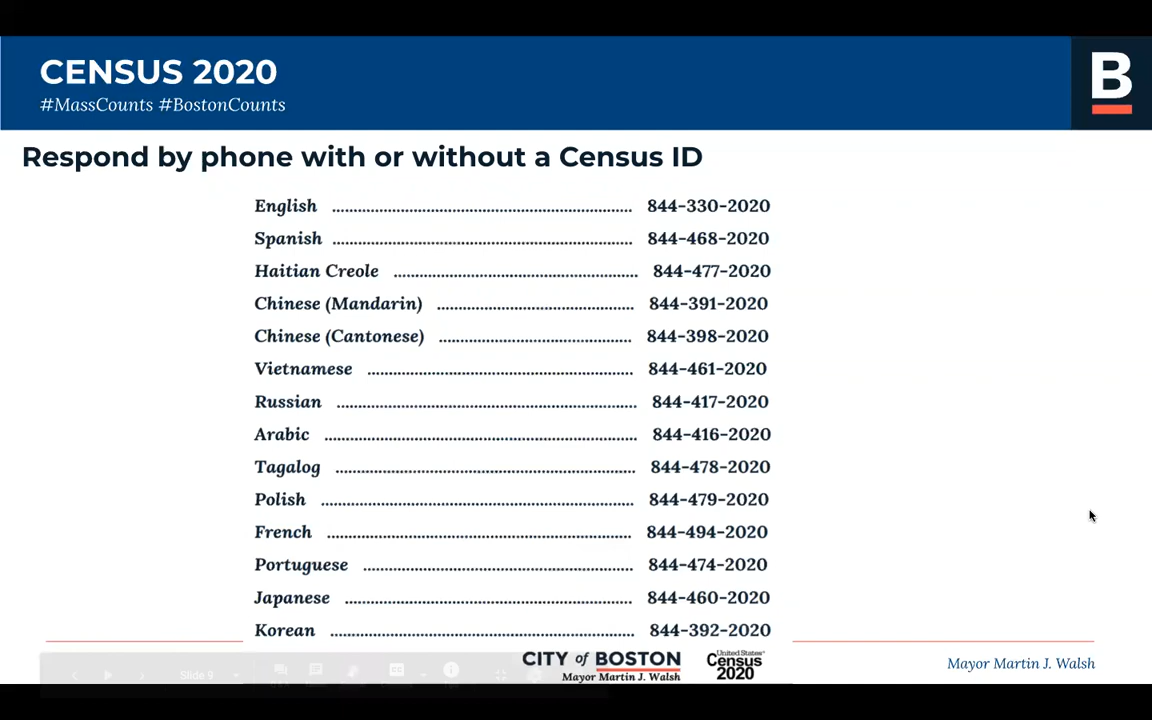 CENSUS 2020
#MassCounts #BostonCounts
B
Respond by phone with or without a Census ID
English ........................................................................ 844-330-2020
Spanish ........................................................................ 844-468-2020
Haitian Creole .......................................................... 844-477-2020
Chinese (Mandarin) ............................................... 844-391-2020
Chinese (Cantonese) .............................................. 844-398-2020
Vietnamese ............................................................... 844-461-2020
Russian ....................................................................... 844-417-2020
Arabic .......................................................................... 844-416-2020
Tagalog ....................................................................... 844-478-2020
Polish .......................................................................... 844-479-2020
French ........................................................................ 844-494-2020
Portuguese ................................................................ 844-474-2020
Japanese .................................................................... 844-460-2020
Korean ........................................................................ 844-392-2020
Slide 9
CITY of BOSTON
Mayor Martin J. Walsh
United States®
Census
2020
Mayor Martin J. Walsh